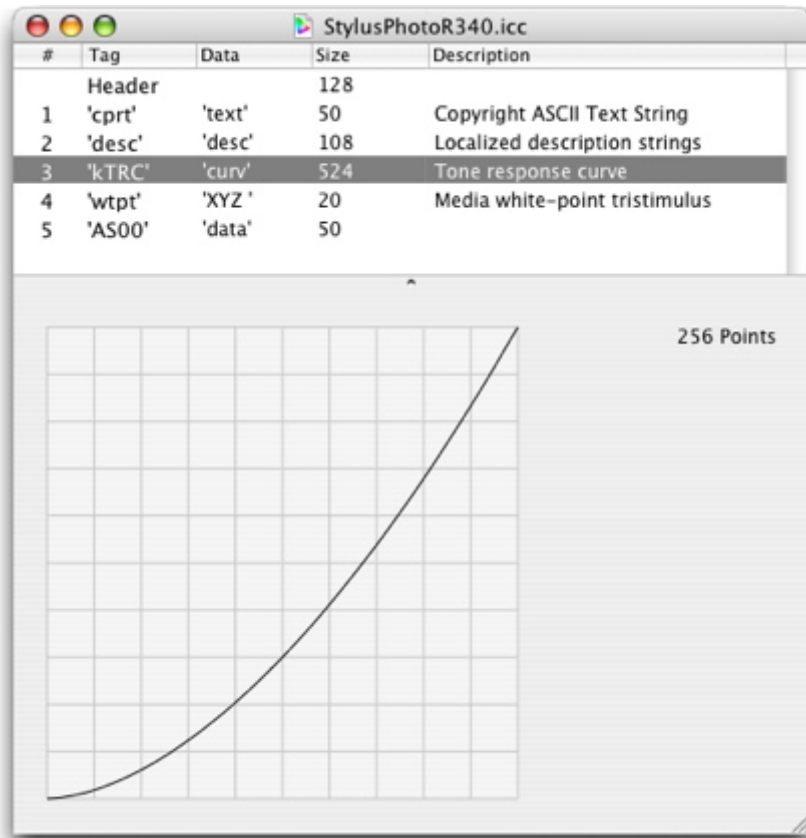 StylusPhotoR340.icc
# Tag Data Size Description
Header 128
1 'cprt' 'text' 50 Copyright ASCII Text String
2 'desc' 'desc' 108 Localized description strings
3 'kTRC' 'curv' 524 Tone response curve
4 'wtpt' 'XYZ ' 20 Media white-point tristimulus
5 'AS00' 'data' 50
256 Points